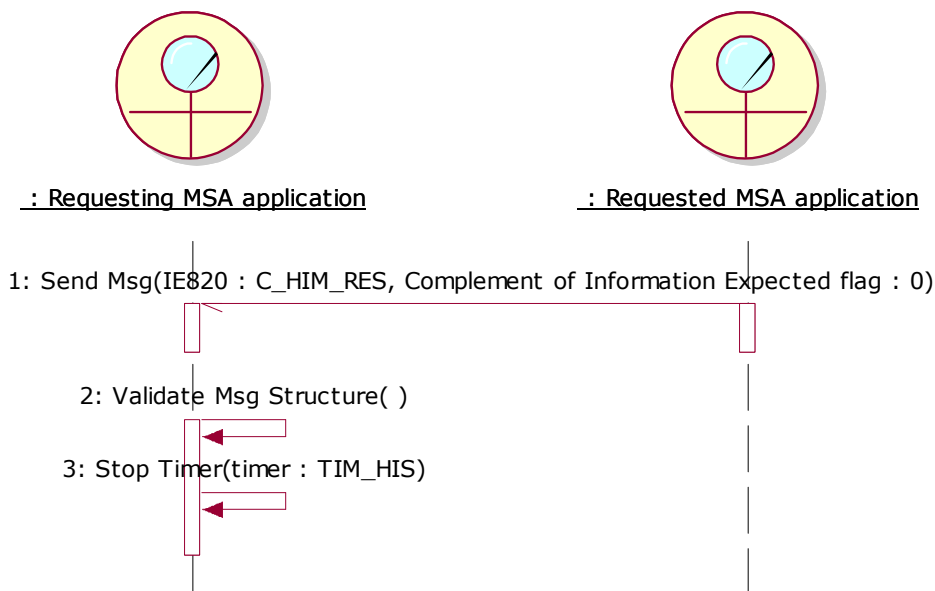 : Requesting MSA application
: Requested MSA application
1: Send Msg(IE820 : C_HIM_RES, Complement of Information Expected flag : 0)
2: Validate Msg Structure( )
3: Stop Timer(timer : TIM_HIS)